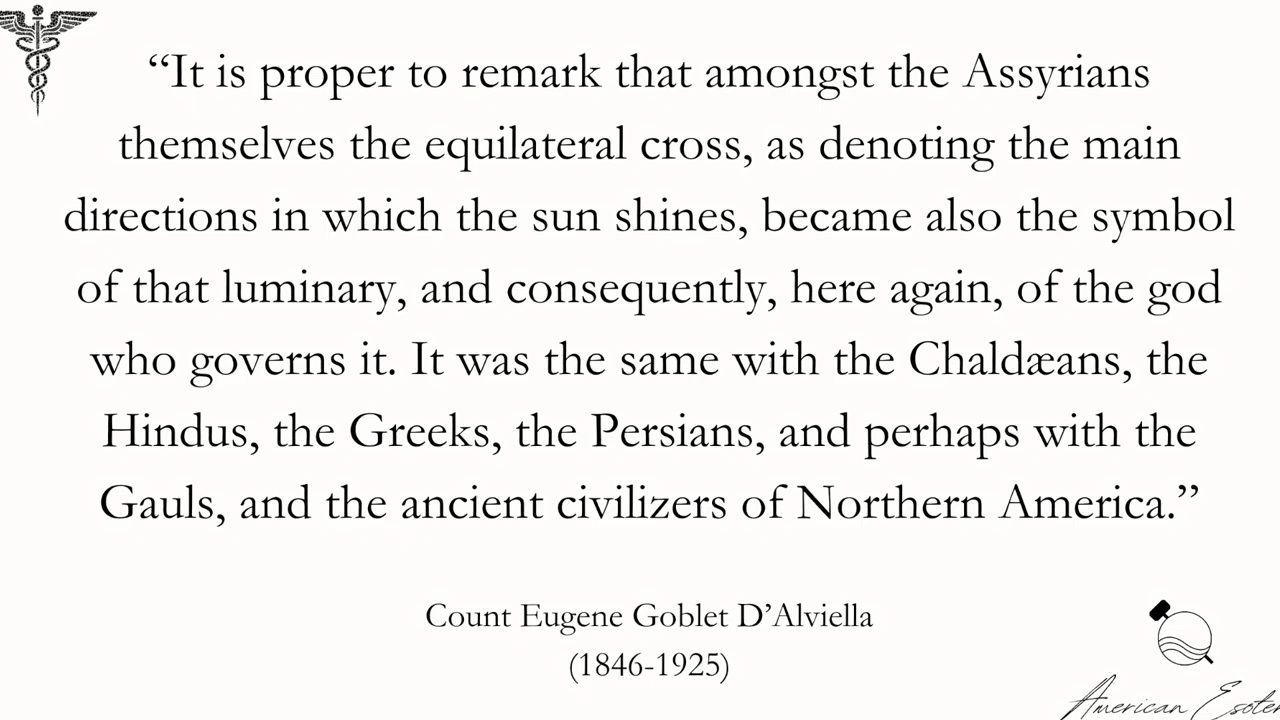 “It is proper to remark that amongst the Assyrians
themselves the equilateral cross, as denoting the main
directions in which the sun shines, became also the symbol
of that luminary, and consequently, here again, of the god
who governs it. It was the same with the Chaldæans, the
Hindus, the Greeks, the Persians, and perhaps with the
Gauls, and the ancient civilizers of Northern America.”
Count Eugene Goblet D’Alviella
(1846-1925)
American Esoter